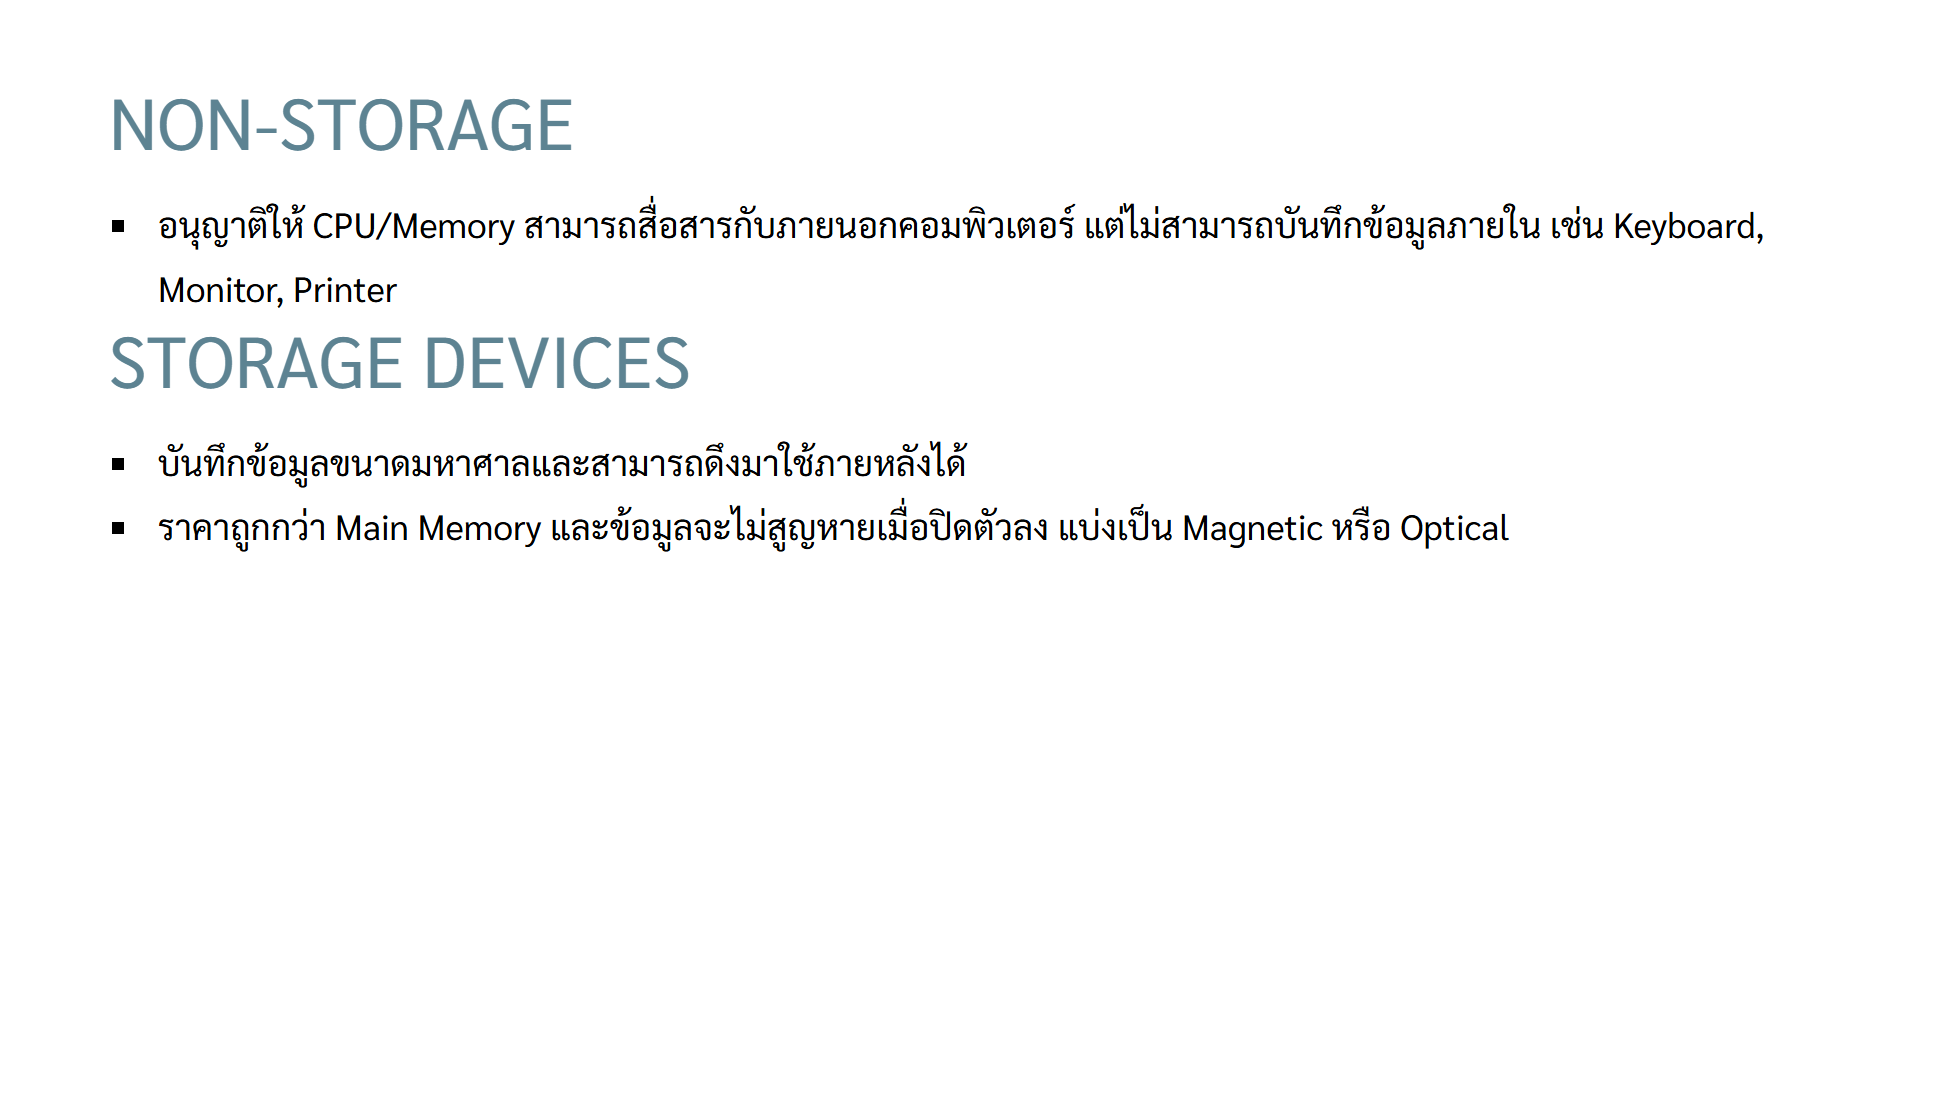 NON-STORAGE
▪ อนุญาติให้ CPU/Memory สามารถสื่อสารกับภายนอกคอมพิวเตอร์ แต่ไม่สามารถบันทึกข้อมูลภายใน เช่น Keyboard,
Monitor, Printer
STORAGE DEVICES
▪ บันทึกข้อมูลขนาดมหาศาลและสามารถดึงมาใช้ภายหลังได้
▪ ราคาถูกกว่า Main Memory และข้อมูลจะไม่สูญหายเมื่อปิดตัวลง แบ่งเป็น Magnetic หรือ Optical